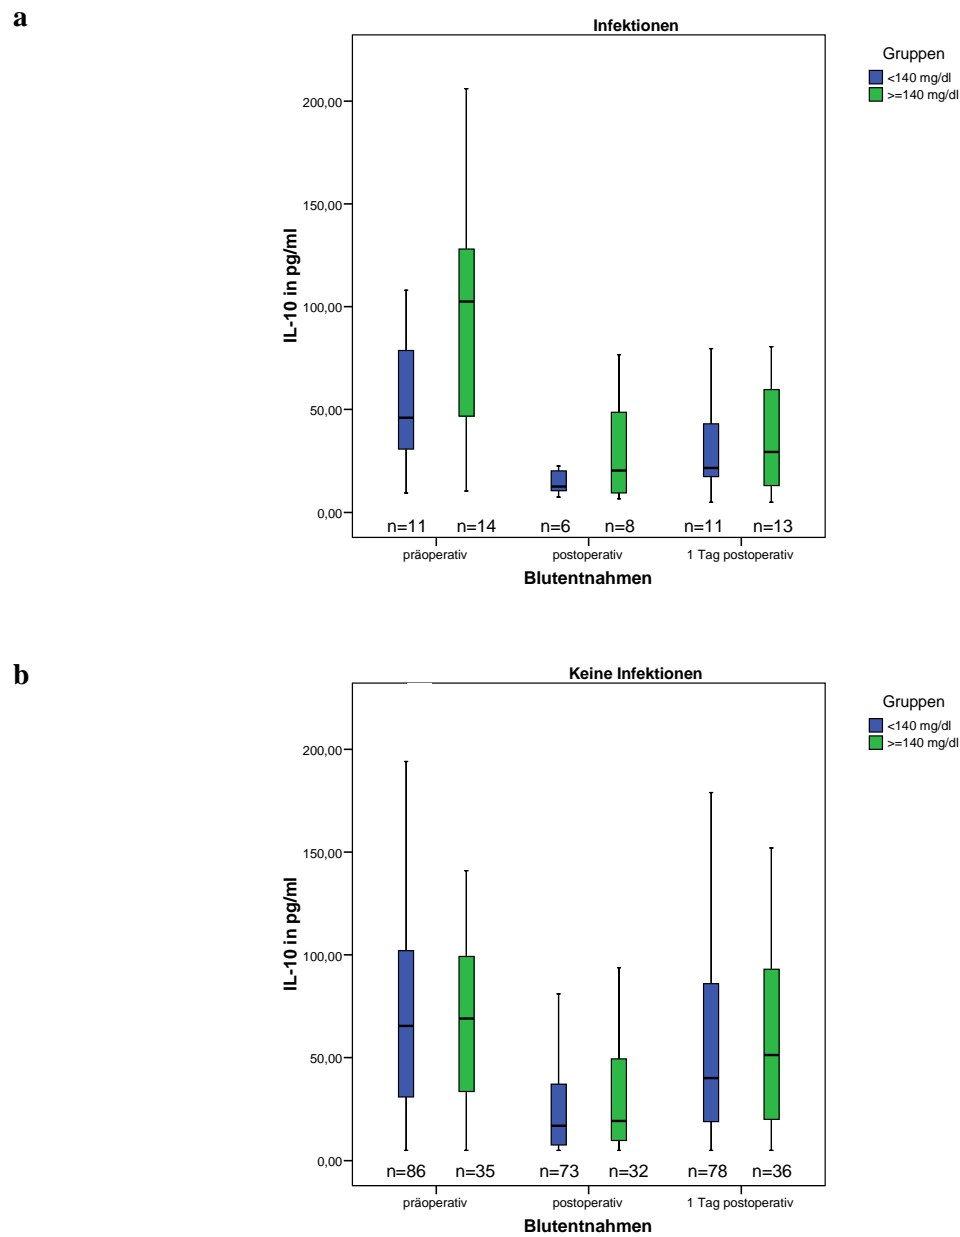 a
Infektionen
Gruppen
<140 mg/dl
>=140 mg/dl
200,00
150,00
100,00
50,00
0,00
IL-10 in pg/ml
n=11 n=14 n=6 n=8 n=11 n=13
präoperativ postoperativ 1 Tag postoperativ
Blutentnahmen
b
Keine Infektionen
Gruppen
<140 mg/dl
>=140 mg/dl
200,00
150,00
100,00
50,00
0,00
IL-10 in pg/ml
n=86 n=35 n=73 n=32 n=78 n=36
präoperativ postoperativ 1 Tag postoperativ
Blutentnahmen